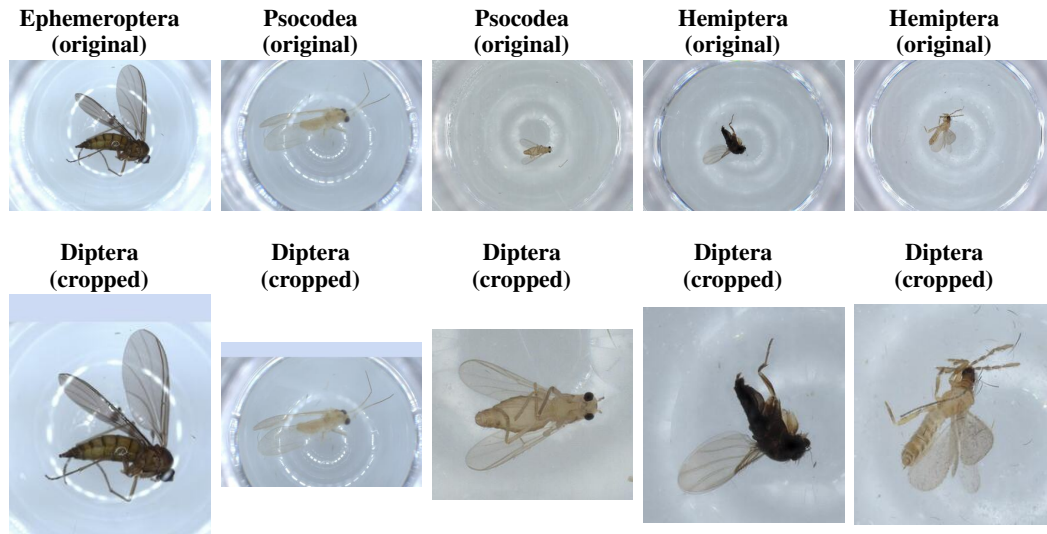 Ephemeroptera
(original)
Psocodea
(original)
Psocodea
(original)
Hemiptera
(original)
Hemiptera
(original)
Diptera
(cropped)
Diptera
(cropped)
Diptera
(cropped)
Diptera
(cropped)
Diptera
(cropped)